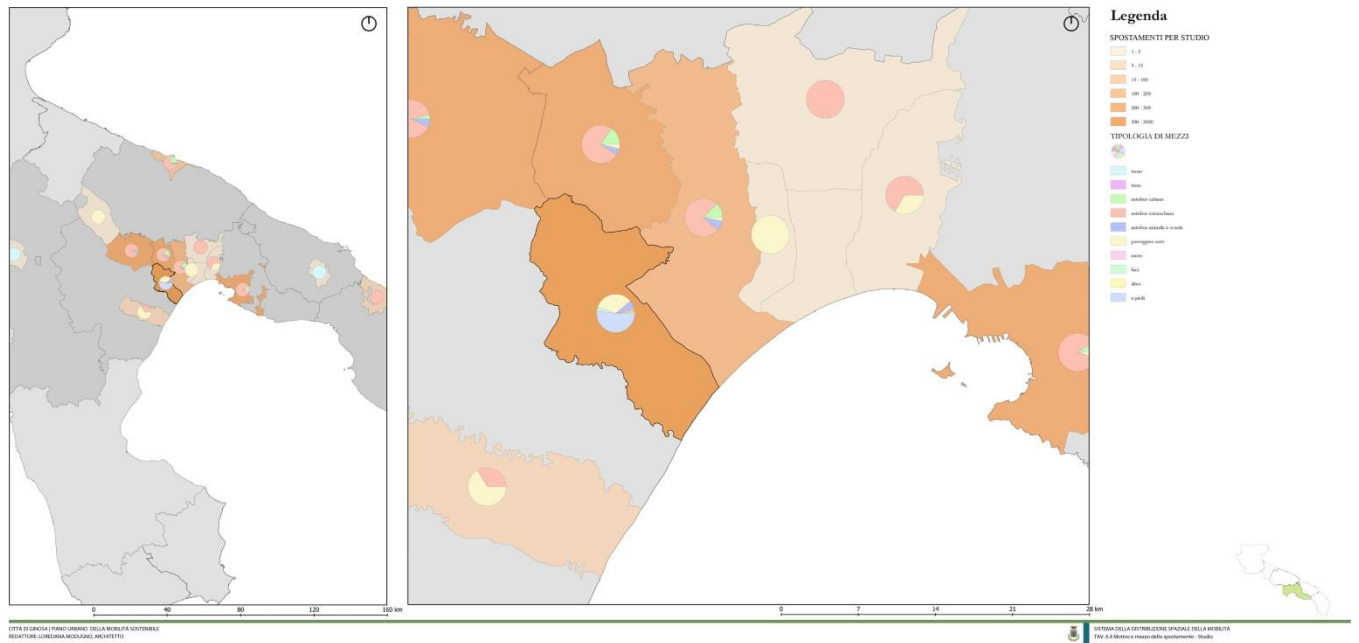 Legenda
SPOSTAMENTI PER STUDIO
1 - 5
5 - 15
15 - 100
100 - 200
200 - 300
300 - 3000
TIPOLOGIA DI MEZZI
treno
tram
autobus urbano
autobus extraurbano
autobus azienda o scuola
passeggero auto
moto
bici
altro
a piedi
0 40 80 120 160 km
0 7 14 21 28 km
CITTÀ DI GINOSA | PIANO URBANO DELLA MOBILITÀ SOSTENIBILE
REDATTORE: LOREDANA MODUGNO, ARCHITETTO
SISTEMA DELLA DISTRIBUZIONE SPAZIALE DELLA MOBILITÀ
TAV. 6.4 Motivo e mezzo dello spostamento - Studio